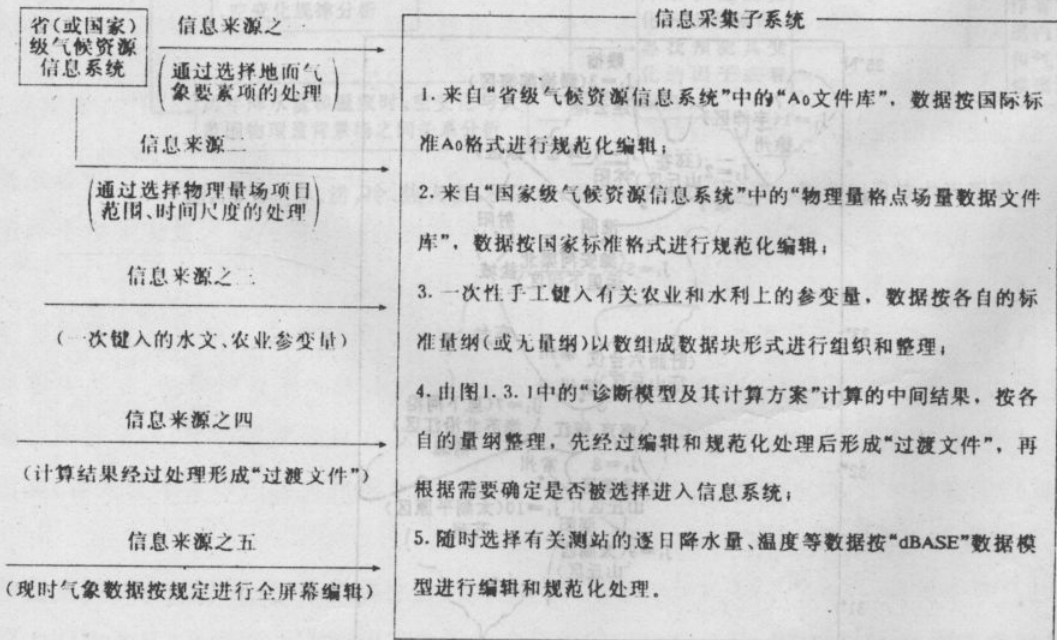 省(或国家)
级气候资源
信息系统
信息来源之一
(通过选择地面气
象要素项的处理)
信息来源二
(通过选择物理量场项目
范围、时间尺度的处理)
信息来源之三
(一次键入的水文、农业参变量)
信息来源之四
(计算结果经过处理形成“过渡文件”)
信息来源之五
(现时气象数据按规定进行全屏幕编辑)
信息采集子系统
1. 来自“省级气候资源信息系统”中的“A0文件库”,数据按国际标
准A0格式进行规范化编辑;
2. 来自“国家级气候资源信息系统”中的“物理量格点场量数据文件
库”,数据按国家标准格式进行规范化编辑;
3. 一次性手工键入有关农业和水利上的参变量,数据按各自的标
准量纲(或无量纲)以数组成数据块形式进行组织和整理;
4. 由图1.3.1中的“诊断模型及其计算方案”计算的中间结果,按各
自的量纲整理,先经过编辑和规范化处理后形成“过渡文件”,再
根据需要确定是否被选择进入信息系统;
5. 随时选择有关测站的逐日降水量、温度等数据按“dBASE”数据模
型进行编辑和规范化处理。